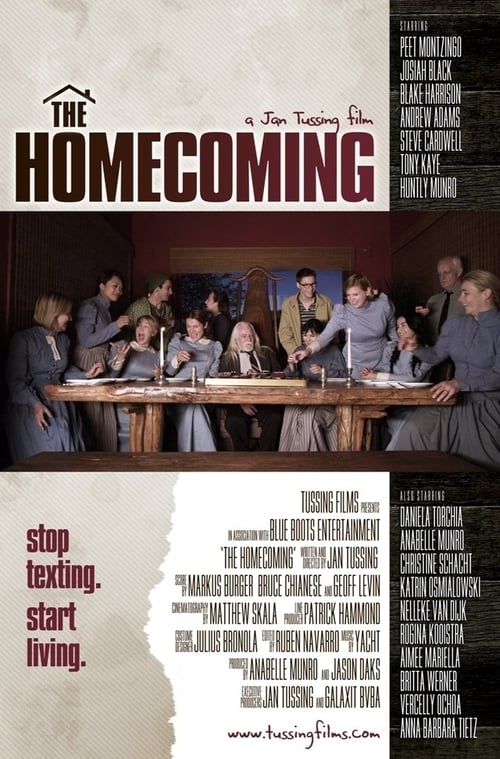 THE
HOMECOMING
a Jan Tussing film
STARRING
PEET MONTZINGO
JOSIAH BLACK
BLAKE HARRISON
ANDREW ADAMS
STEVE CARDWELL
TONY KAYE
HUNTLY MUNRO
stop
texting.
start
living.
TUSSING FILMS PRESENTS
IN ASSOCIATION WITH BLUE BOOTS ENTERTAINMENT
'THE HOMECOMING' WRITTEN AND DIRECTED BY JAN TUSSING
SCORE BY MARKUS BURGER BRUCE CHIANESE AND GEOFF LEVIN
CINEMATOGRAPHY BY MATTHEW SKALA LINE PRODUCER PATRICK HAMMOND
COSTUME DESIGNER JULIUS BRONOLA EDITED BY RUBEN NAVARRO MUSIC BY YACHT
PRODUCED BY ANABELLE MUNRO AND JASON DAKS
EXECUTIVE PRODUCERS JAN TUSSING AND GALAXIT BVBA
www.tussingfilms.com
ALSO STARRING
DANIELA TORCHIA
ANABELLE MUNRO
CHRISTINE SCHACHT
KATRIN OSMIALOWSKI
NELLEKE VAN DIJK
ROGINA KOOISTRA
AIMEE MARIELLA
BRITTA WERNER
VERCELLY OCHOA
ANNA BARBARA TIETZ